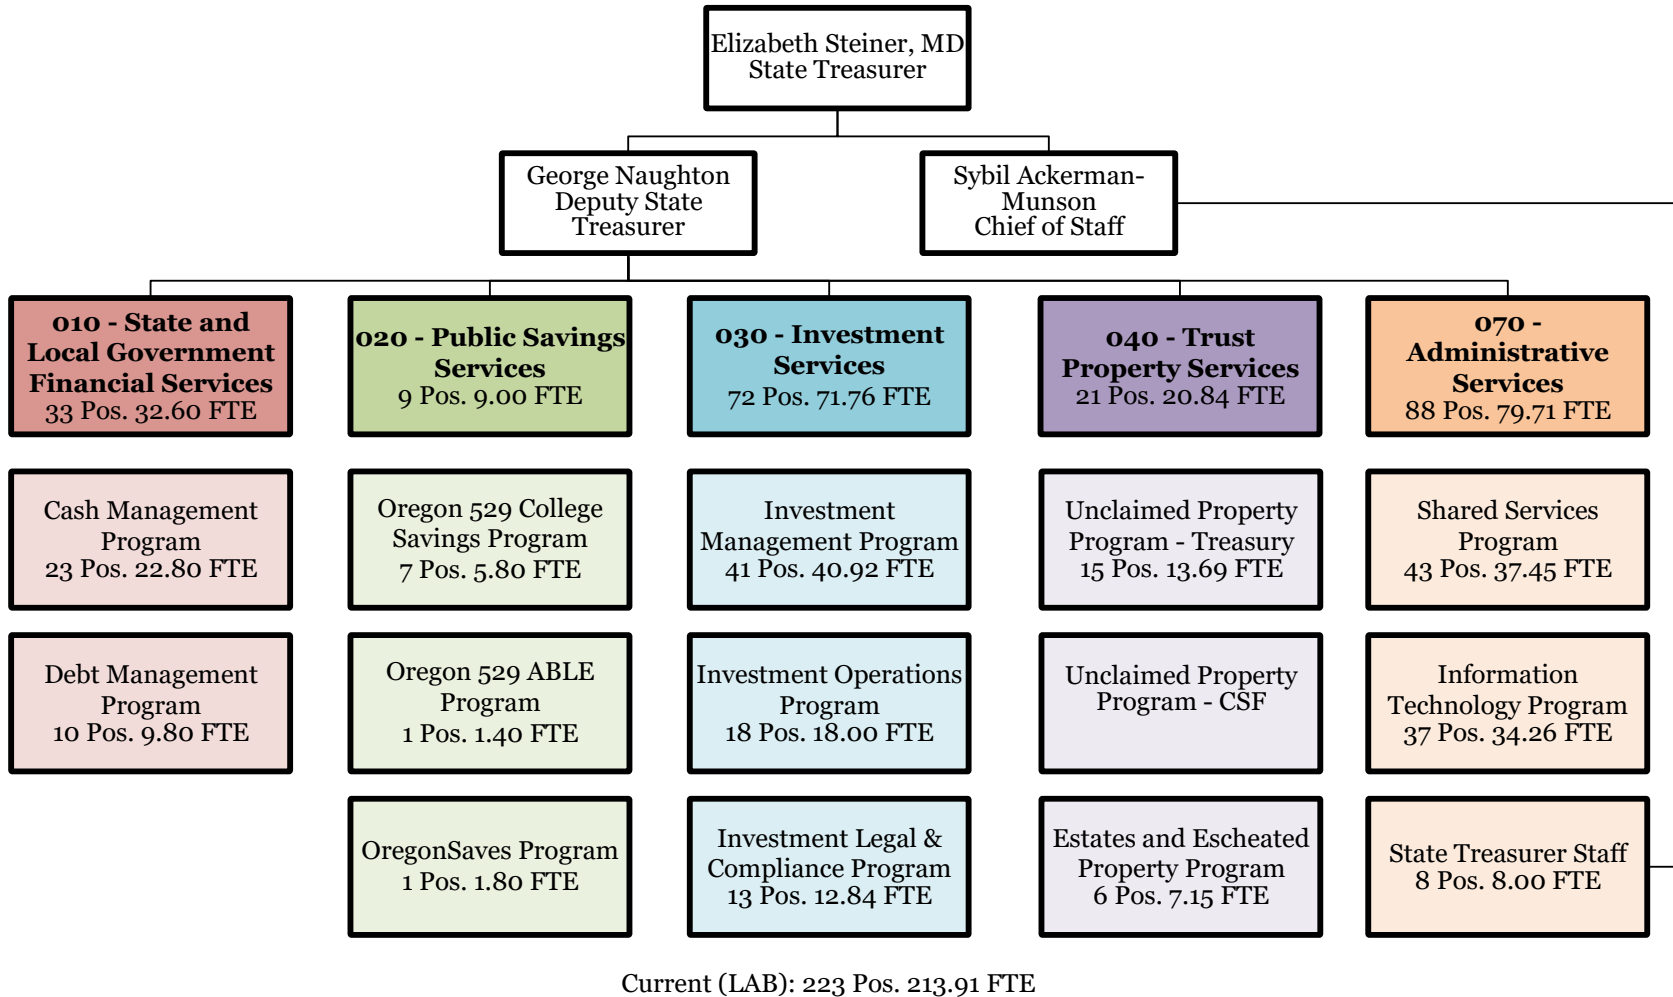 Elizabeth Steiner, MD
State Treasurer
George Naughton
Deputy State
Treasurer
Sybil Ackerman-
Munson
Chief of Staff
010 - State and
Local Government
Financial Services
33 Pos. 32.60 FTE
020 - Public Savings
Services
9 Pos. 9.00 FTE
030 - Investment
Services
72 Pos. 71.76 FTE
040 - Trust
Property Services
21 Pos. 20.84 FTE
070 -
Administrative
Services
88 Pos. 79.71 FTE
Cash Management
Program
23 Pos. 22.80 FTE
Oregon 529 College
Savings Program
7 Pos. 5.80 FTE
Investment
Management Program
41 Pos. 40.92 FTE
Unclaimed Property
Program - Treasury
15 Pos. 13.69 FTE
Shared Services
Program
43 Pos. 37.45 FTE
Debt Management
Program
10 Pos. 9.80 FTE
Oregon 529 ABLE
Program
1 Pos. 1.40 FTE
Investment Operations
Program
18 Pos. 18.00 FTE
Unclaimed Property
Program - CSF
Information
Technology Program
37 Pos. 34.26 FTE
OregonSaves Program
1 Pos. 1.80 FTE
Investment Legal &
Compliance Program
13 Pos. 12.84 FTE
Estates and Escheated
Property Program
6 Pos. 7.15 FTE
State Treasurer Staff
8 Pos. 8.00 FTE
Current (LAB): 223 Pos. 213.91 FTE